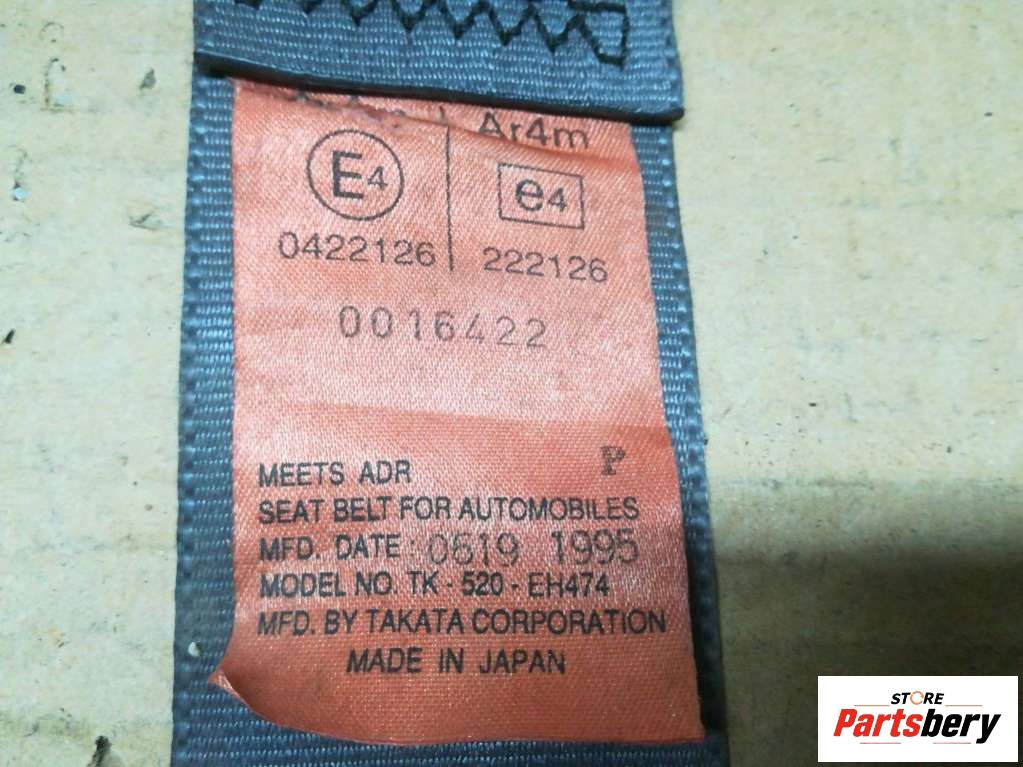 Ar4m
E4
e4
0422126
222126
0016422
P
MEETS ADR
SEAT BELT FOR AUTOMOBILES
MFD. DATE : 0619 1995
MODEL NO. TK - 520 - EH474
MFD. BY TAKATA CORPORATION
MADE IN JAPAN
STORE
Partsbery